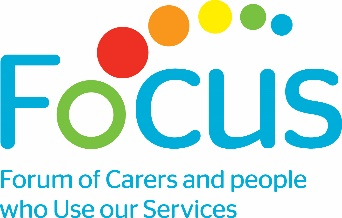 Focus
Forum of Carers and people
who Use our Services